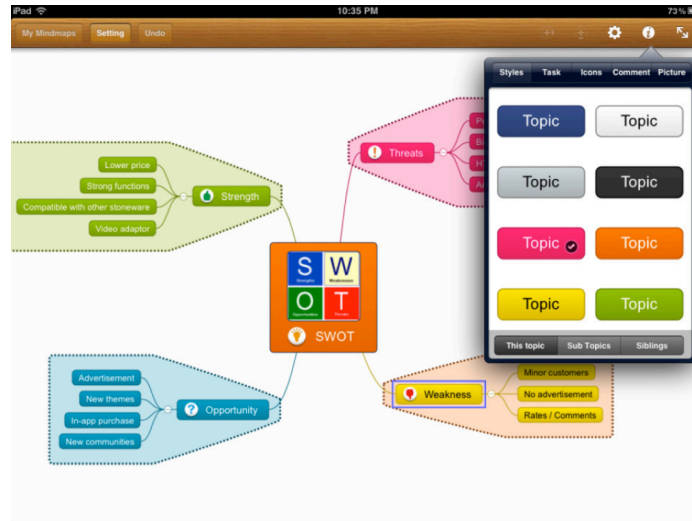 iPad 10:35 PM 73%
My Mindmaps Setting Undo
Styles Task Icons Comment Picture
Topic Topic
Topic Topic
Topic Topic
Topic Topic
This topic Sub Topics Siblings
Lower price
Strong functions
Compatible with other stoneware
Video adaptor
Strength
Threats
S W
Strengths Weaknesses
O T
Opportunities Threats
SWOT
Advertisement
New themes
In-app purchase
New communities
Opportunity
Weakness
Minor customers
No advertisement
Rates / Comments